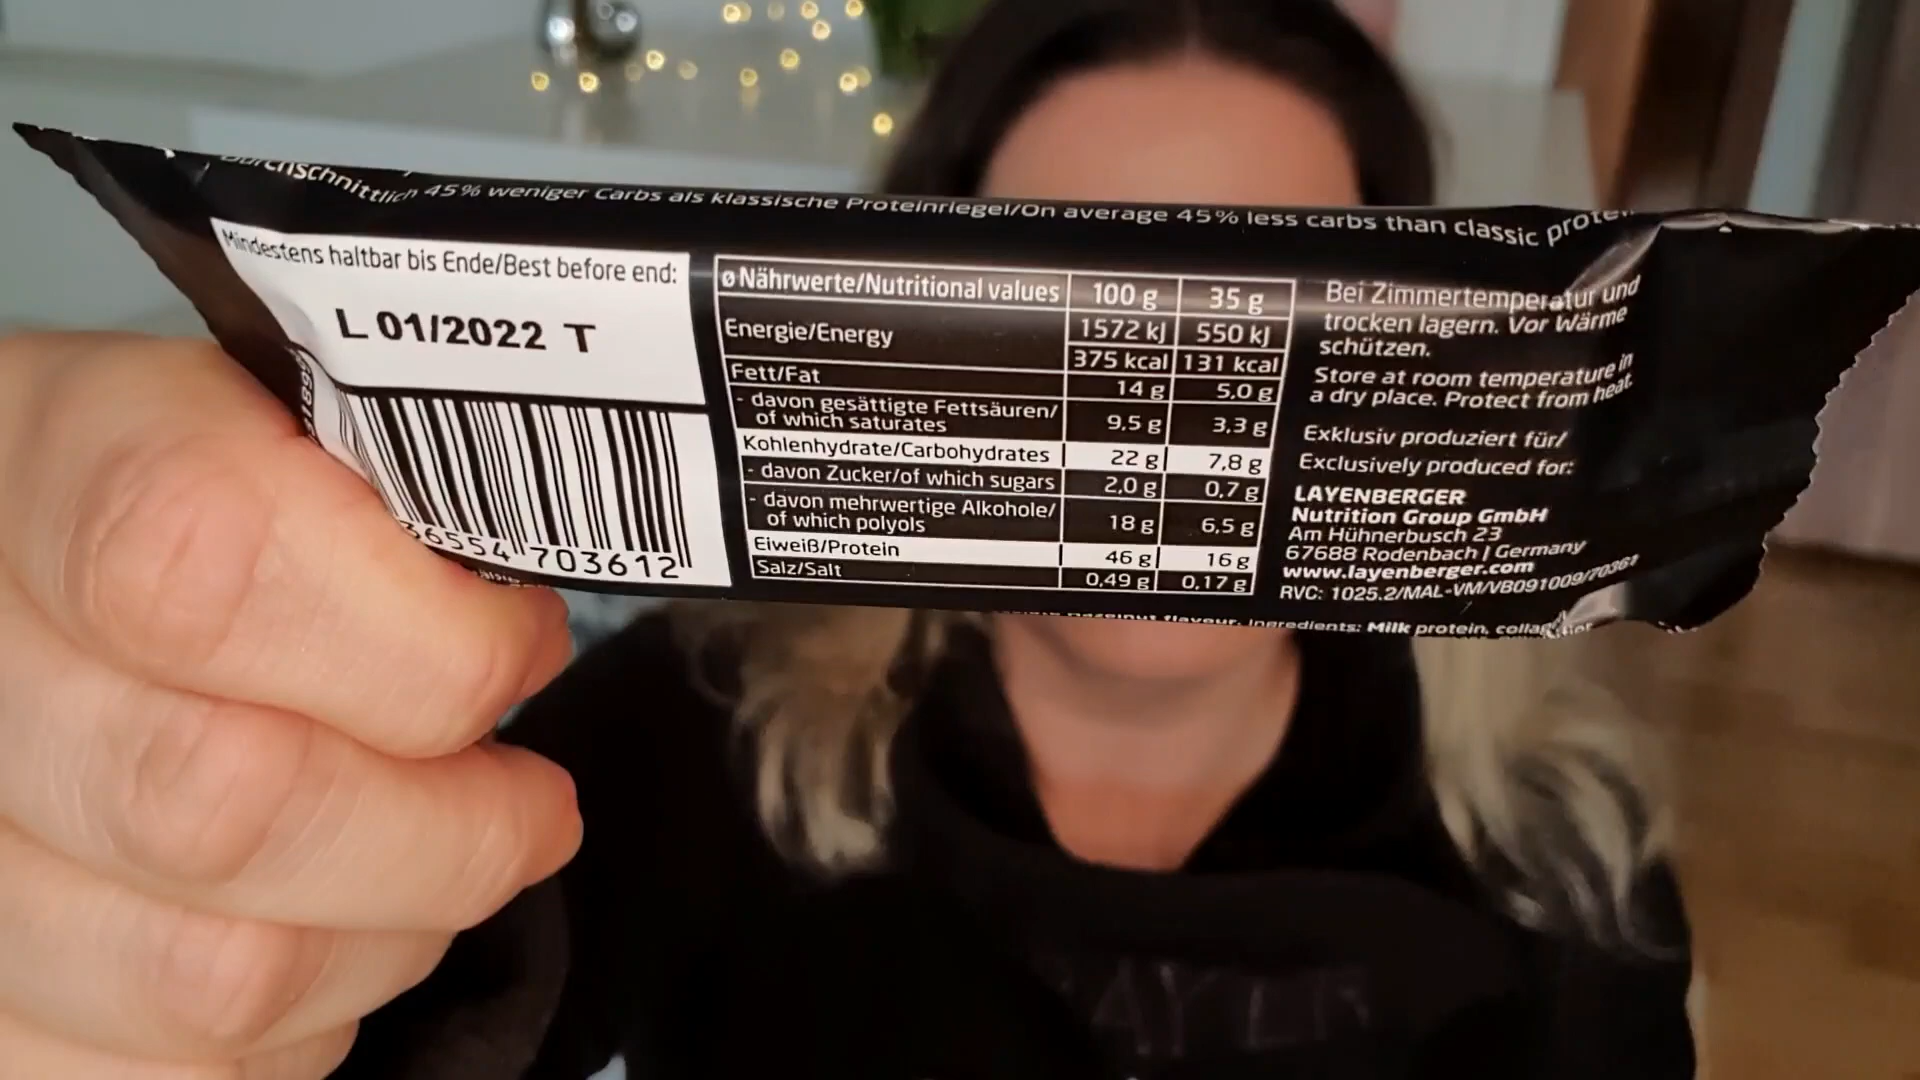 Durchschnittlich 45% weniger Carbs als klassische Proteinriegel/On average 45% less carbs than classic
Mindestens haltbar bis Ende/Best before end:
L 01/2022 T
36554 703612
ø Nährwerte/Nutritional values 100 g 35 g
Energie/Energy 1572 kJ 550 kJ
375 kcal 131 kcal
Fett/Fat 14 g 5,0 g
- davon gesättigte Fettsäuren/
of which saturates 9,5 g 3,3 g
Kohlenhydrate/Carbohydrates 22 g 7,8 g
- davon Zucker/of which sugars 2,0 g 0,7 g
- davon mehrwertige Alkohole/
of which polyols 18 g 6,5 g
Eiweiß/Protein 46 g 16 g
Salz/Salt 0,49 g 0,17 g
Bei Zimmertemperatur und
trocken lagern. Vor Wärme
schützen.
Store at room temperature in
a dry place. Protect from heat.
Exklusiv produziert für/
Exclusively produced for:
LAYENBERGER
Nutrition Group GmbH
Am Hühnerbusch 23
67688 Rodenbach | Germany
www.layenberger.com
RVC: 1025.2/MAL-VM/VB091009/70361
hazelnut flavour. Ingredients: Milk protein,